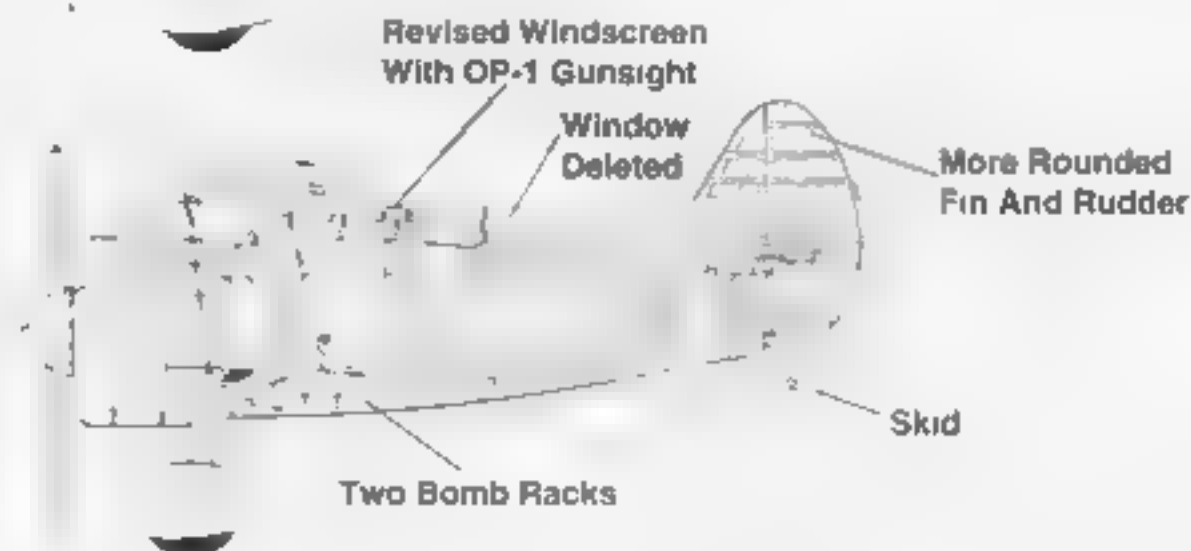 Revised Windscreen
With OP-1 Gunsight
Window
Deleted
More Rounded
Fin And Rudder
Skid
Two Bomb Racks